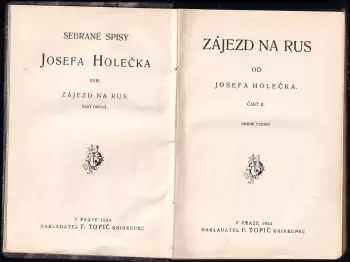 SEBRANÉ SPISY
JOSEFA HOLEČKA
XVIII
ZÁJEZD NA RUS.
ČÁST DRUHÁ.
V PRAZE 1924
NAKLADATEL F. TOPIČ KNIHKUPEC
ZÁJEZD NA RUS
OD
JOSEFA HOLEČKA.
ČÁST II.
DRUHÉ VYDÁNÍ
V PRAZE 1924
NAKLADATEL F. TOPIČ KNIHKUPEC